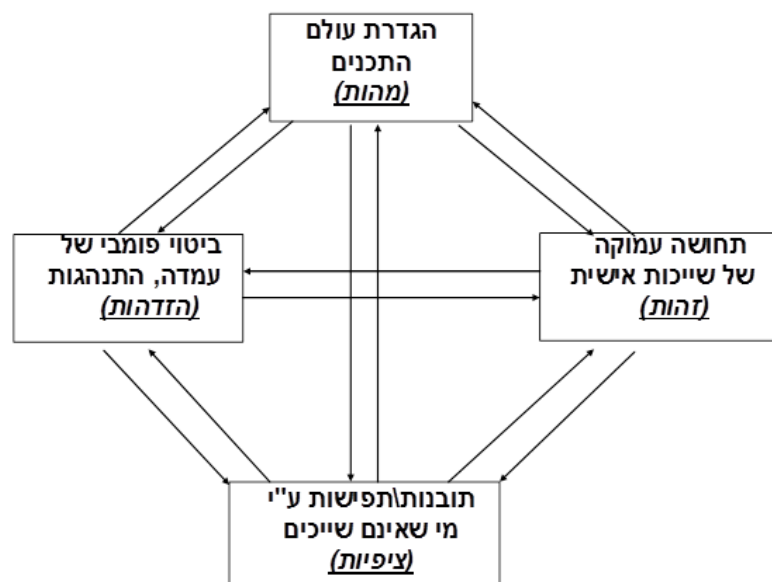 הגדרת עולם
התכנים
(מהות)
תחושה עמוקה
של שייכות אישית
(זהות)
ביטוי פומבי של
עמדה, התנהגות
(הזדהות)
תובנות\תפישות ע"י
מי שאינם שייכים
(ציפיות)